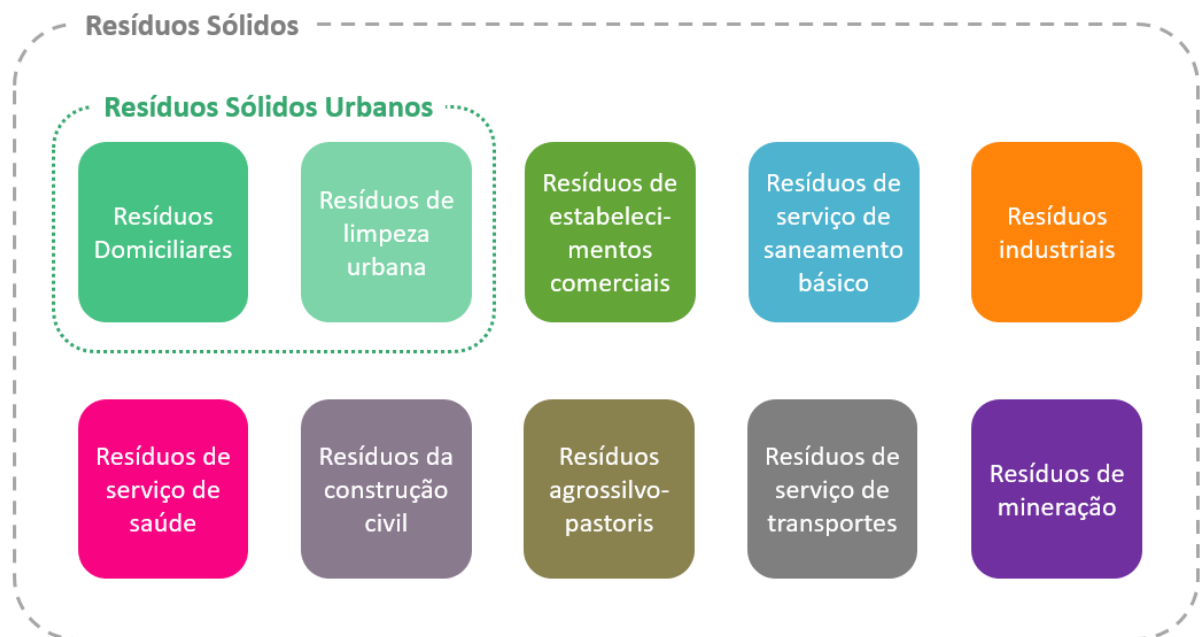 Resíduos Sólidos
Resíduos Sólidos Urbanos
Resíduos
Domiciliares
Resíduos de
limpeza
urbana
Resíduos de
estabeleci-
mentos
comerciais
Resíduos de
serviço de
saneamento
básico
Resíduos
industriais
Resíduos de
serviço de
saúde
Resíduos da
construção
civil
Resíduos
agrossilvo-
pastoris
Resíduos de
serviço de
transportes
Resíduos de
mineração